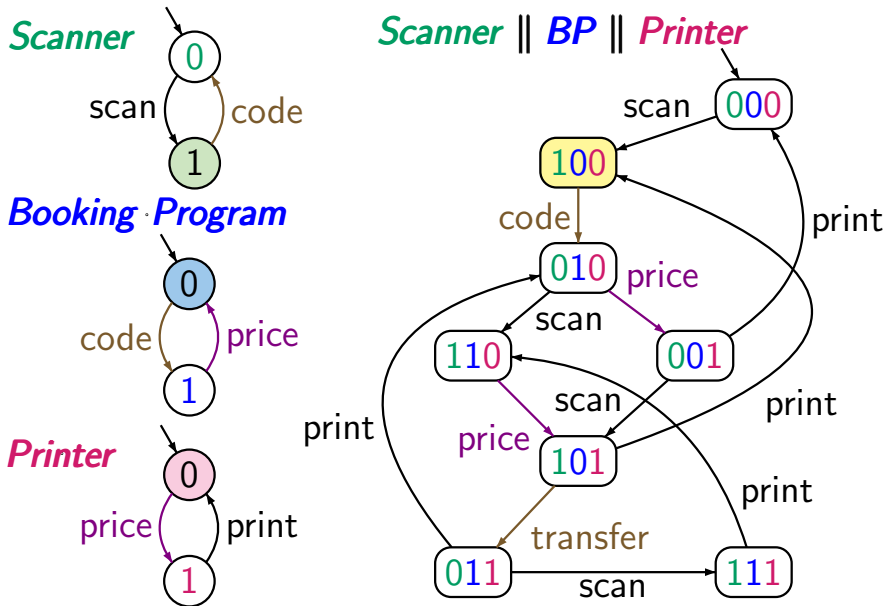 Scanner
0
scan
code
1
Booking Program
0
code
price
1
Printer
0
price
print
1
Scanner || BP || Printer
000
scan
100
code
print
010
price
scan
110
001
scan
print
price
print
101
print
transfer
011
scan
111